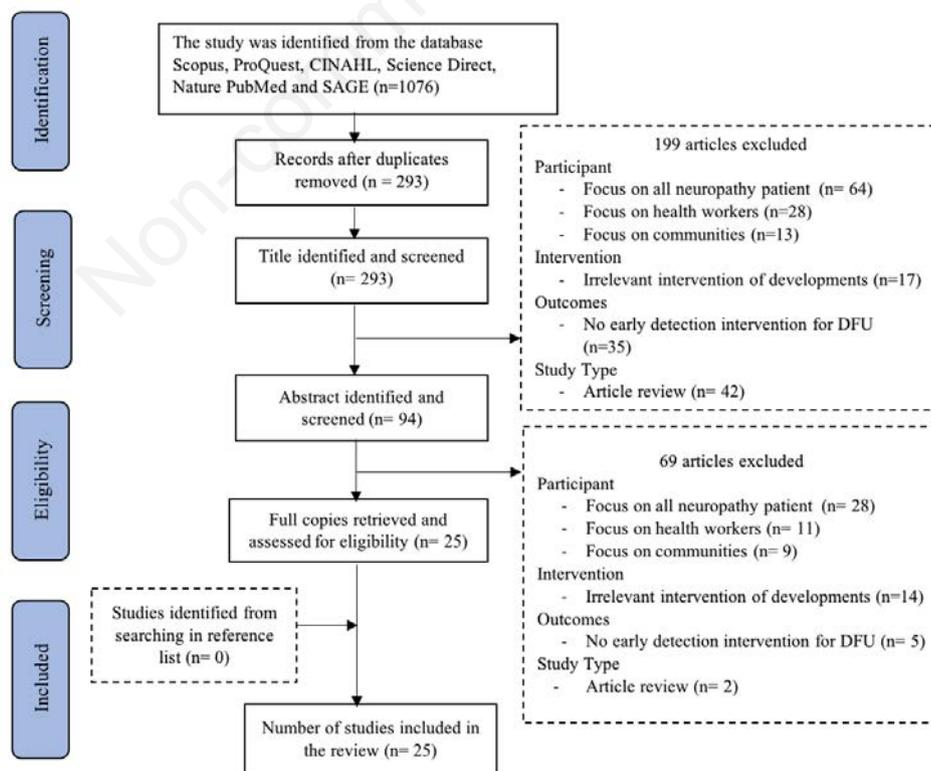 Identification
The study was identified from the database
Scopus, ProQuest, CINAHL, Science Direct,
Nature PubMed and SAGE (n=1076)
Records after duplicates
removed (n = 293)
Screening
Title identified and screened
(n= 293)
199 articles excluded
Participant
- Focus on all neuropathy patient (n= 64)
- Focus on health workers (n=28)
- Focus on communities (n=13)
Intervention
- Irrelevant intervention of developments (n=17)
Outcomes
- No early detection intervention for DFU
(n=35)
Study Type
- Article review (n= 42)
Eligibility
Abstract identified and
screened (n= 94)
Full copies retrieved and
assessed for eligibility (n= 25)
69 articles excluded
Participant
- Focus on all neuropathy patient (n= 28)
- Focus on health workers (n= 11)
- Focus on communities (n= 9)
Intervention
- Irrelevant intervention of developments (n=14)
Outcomes
- No early detection intervention for DFU (n= 5)
Study Type
- Article review (n= 2)
Included
Studies identified from
searching in reference
list (n= 0)
Number of studies included in
the review (n= 25)
Non-comm